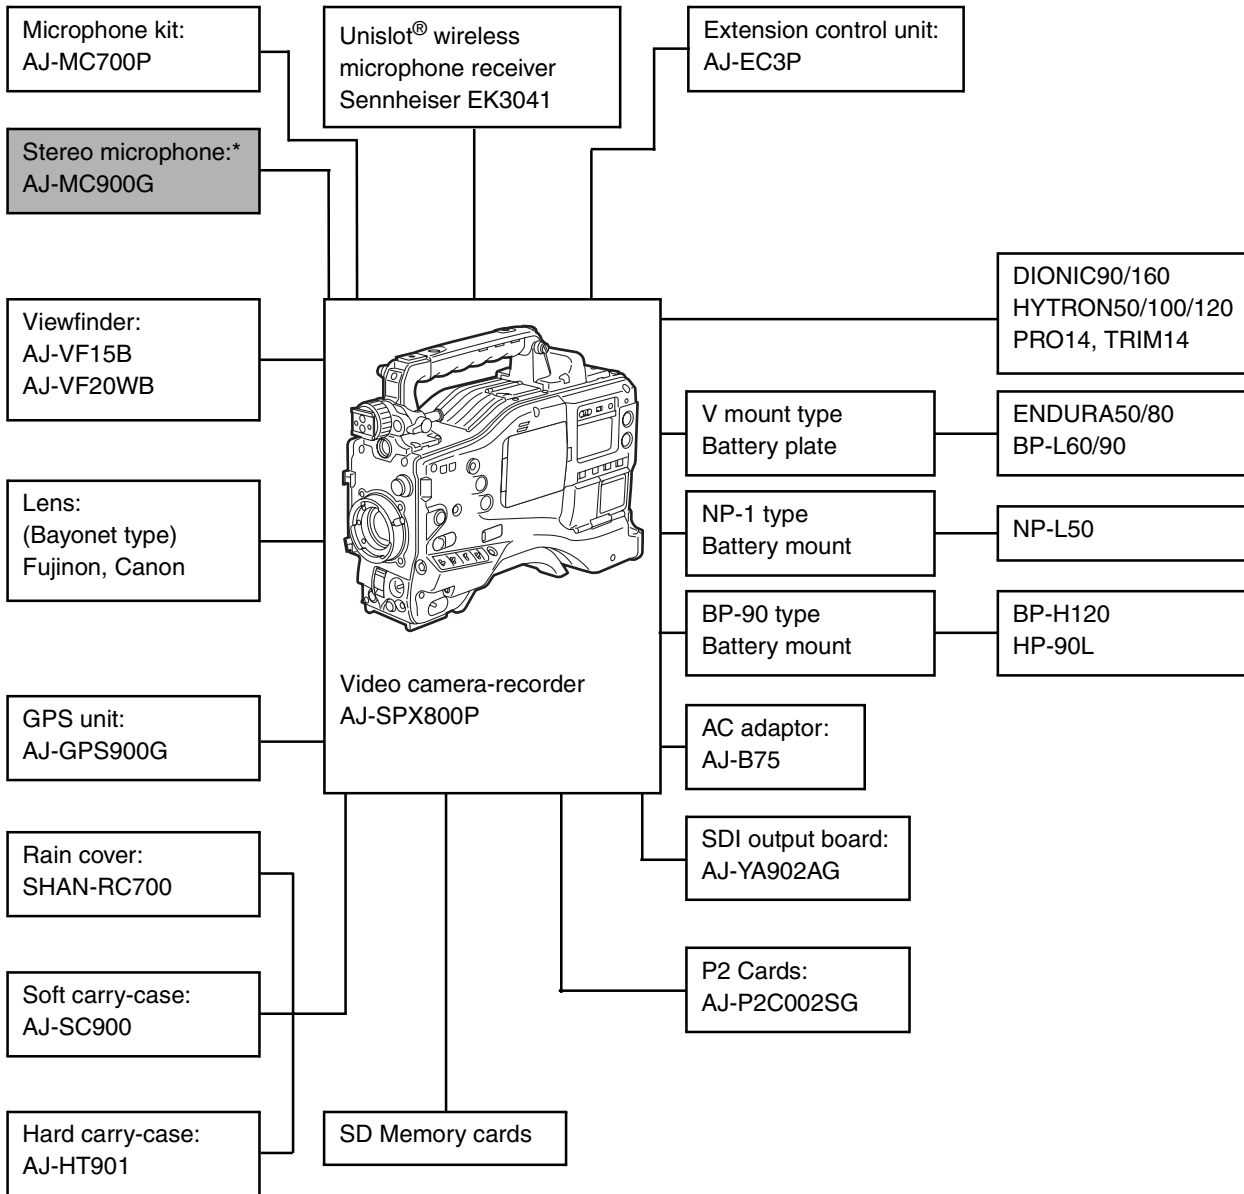 Microphone kit:
AJ-MC700P
Unislot® wireless
microphone receiver
Sennheiser EK3041
Extension control unit:
AJ-EC3P
Stereo microphone:*
AJ-MC900G
Viewfinder:
AJ-VF15B
AJ-VF20WB
Lens:
(Bayonet type)
Fujinon, Canon
GPS unit:
AJ-GPS900G
Rain cover:
SHAN-RC700
Soft carry-case:
AJ-SC900
Hard carry-case:
AJ-HT901
Video camera-recorder
AJ-SPX800P
SD Memory cards
DIONIC90/160
HYTRON50/100/120
PRO14, TRIM14
V mount type
Battery plate
ENDURA50/80
BP-L60/90
NP-1 type
Battery mount
NP-L50
BP-90 type
Battery mount
BP-H120
HP-90L
AC adaptor:
AJ-B75
SDI output board:
AJ-YA902AG
P2 Cards:
AJ-P2C002SG